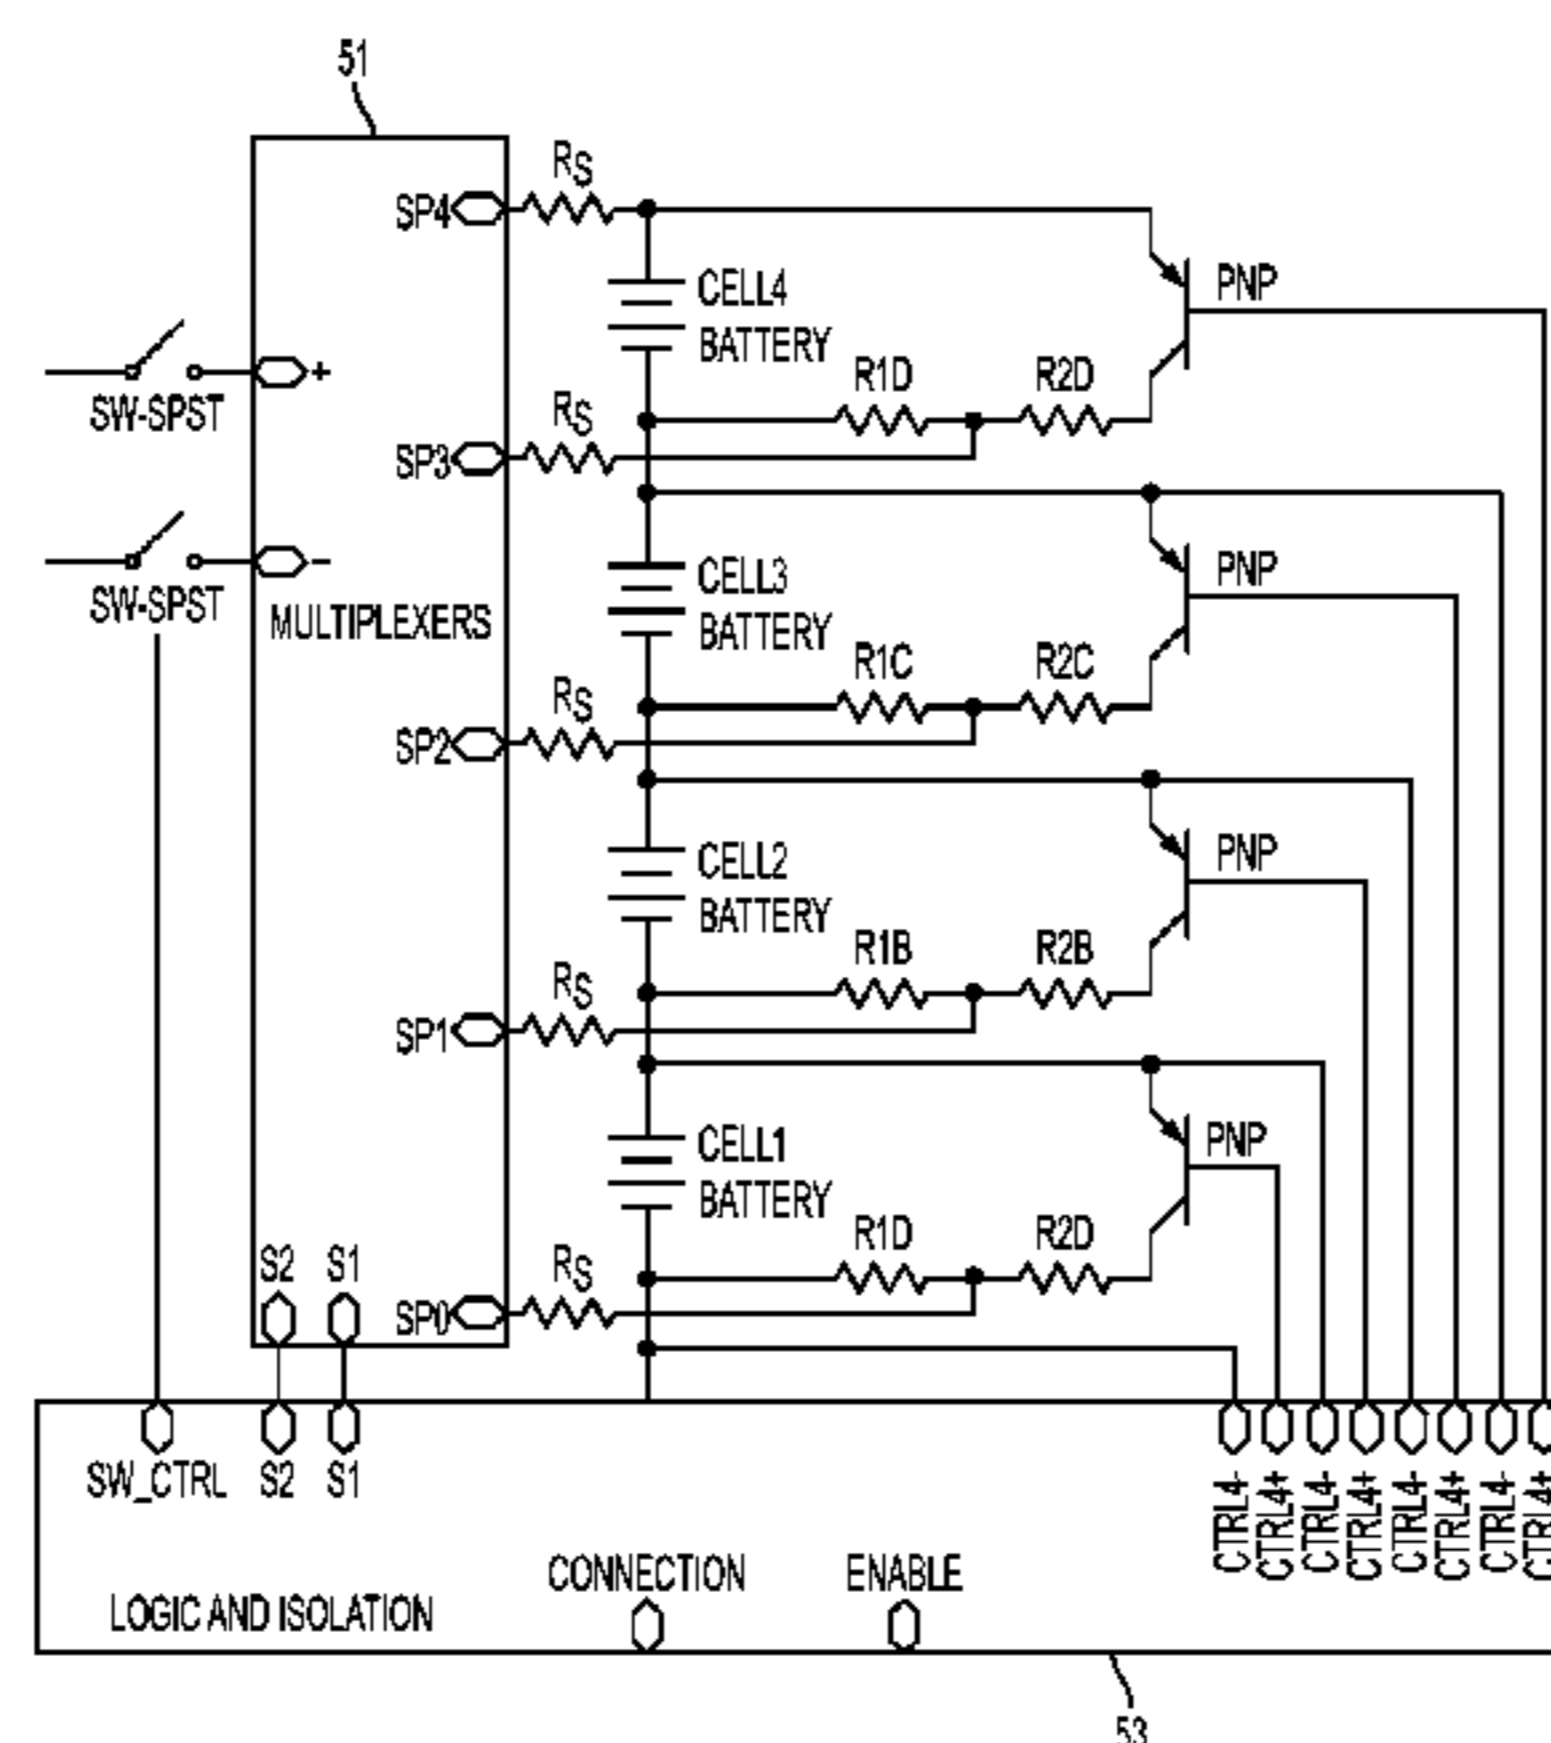 51
RS
SP4
PNP
CELL4
BATTERY
R1D
R2D
+
SW-SPST
RS
SP3
PNP
CELL3
BATTERY
-
SW-SPST
MULTIPLEXERS
R1C
R2C
RS
SP2
PNP
CELL2
BATTERY
R1B
R2B
RS
SP1
PNP
CELL1
BATTERY
R1D
R2D
S2
S1
RS
SP0
SW_CTRL
S2
S1
CTRL4-
CTRL4+
CTRL4-
CTRL4+
CTRL4-
CTRL4+
CTRL4-
CTRL4+
CONNECTION
ENABLE
LOGIC AND ISOLATION
53